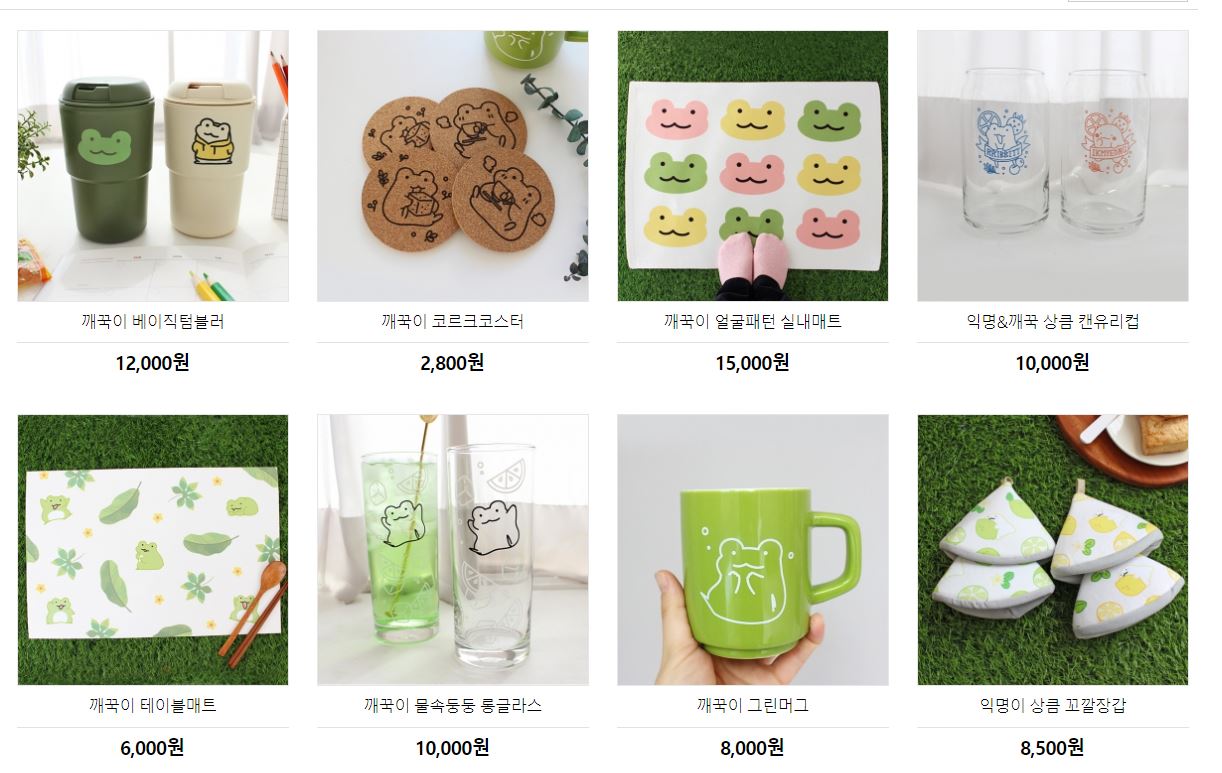 깨꾹이 베이직텀블러
깨꾹이 코르크코스터
깨꾹이 얼굴패턴 실내매트
익명&깨꾹 상큼 캔유리컵
12,000원
2,800원
15,000원
10,000원
깨꾹이 테이블매트
깨꾹이 물속둥둥 롱글라스
깨꾹이 그린머그
익명이 상큼 꼬깔장갑
6,000원
10,000원
8,000원
8,500원